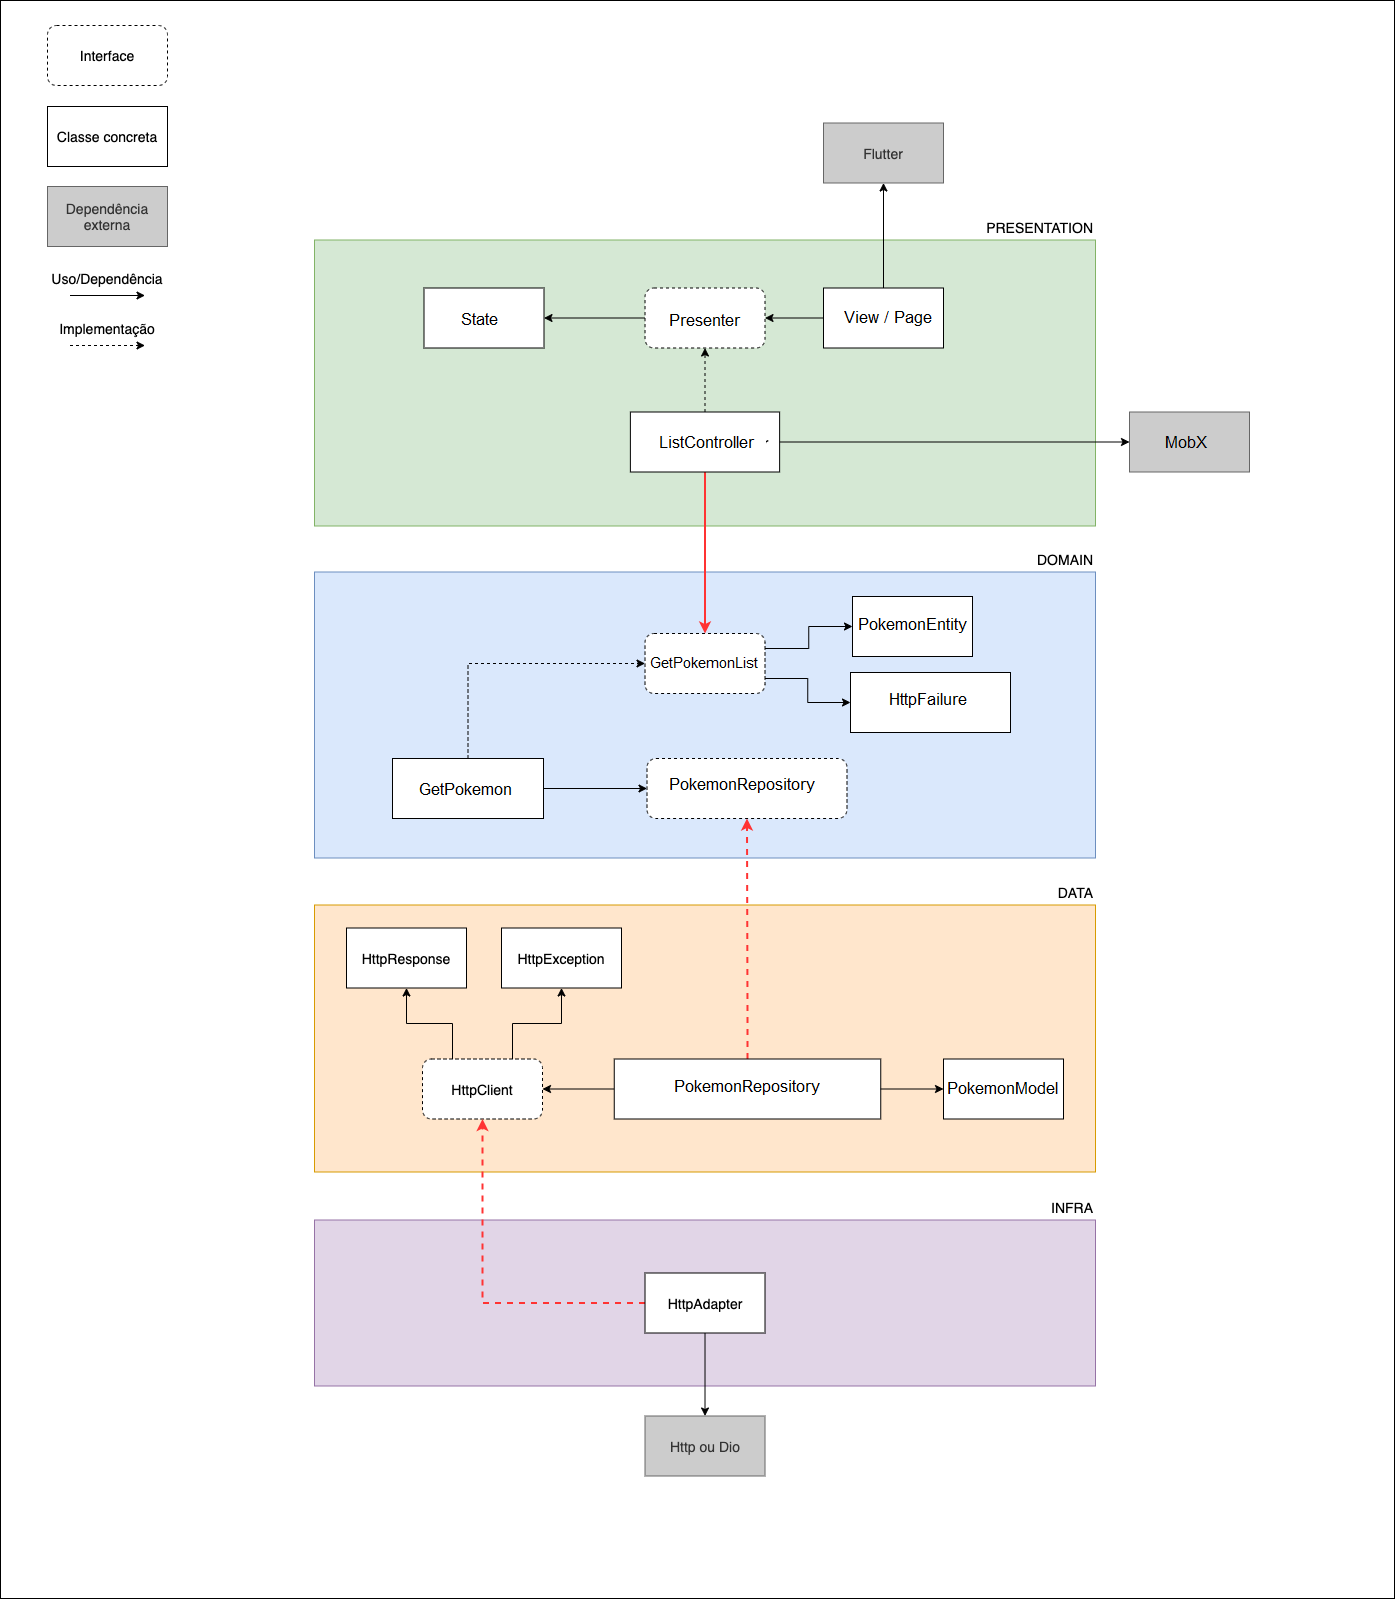 Interface
Classe concreta
Dependência
externa
Uso/Dependência
Implementação
Flutter
PRESENTATION
State
Presenter
View / Page
ListController
MobX
DOMAIN
PokemonEntity
GetPokemonList
HttpFailure
GetPokemon
PokemonRepository
DATA
HttpResponse
HttpException
HttpClient
PokemonRepository
PokemonModel
INFRA
HttpAdapter
Http ou Dio